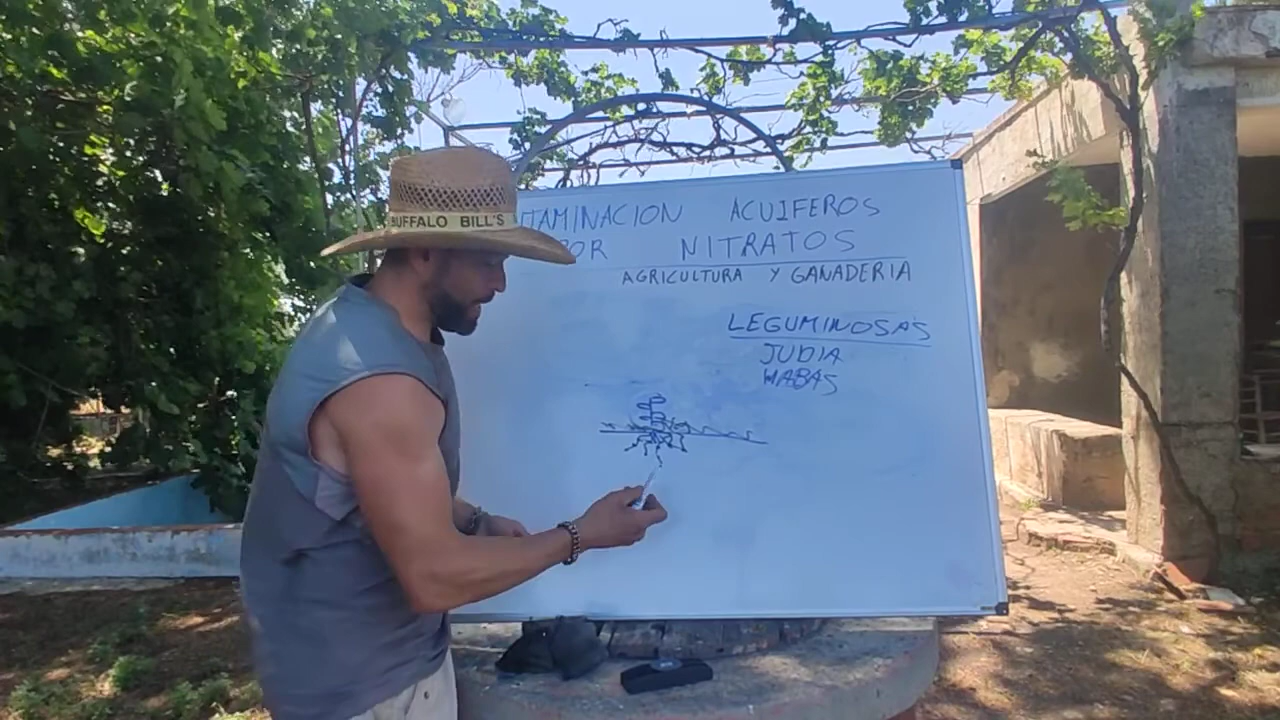 BUFFALO BILL'S
TAMINACION ACUIFEROS
POR NITRATOS
AGRICULTURA Y GANADERIA
LEGUMINOSAS
JUDIA
HABAS